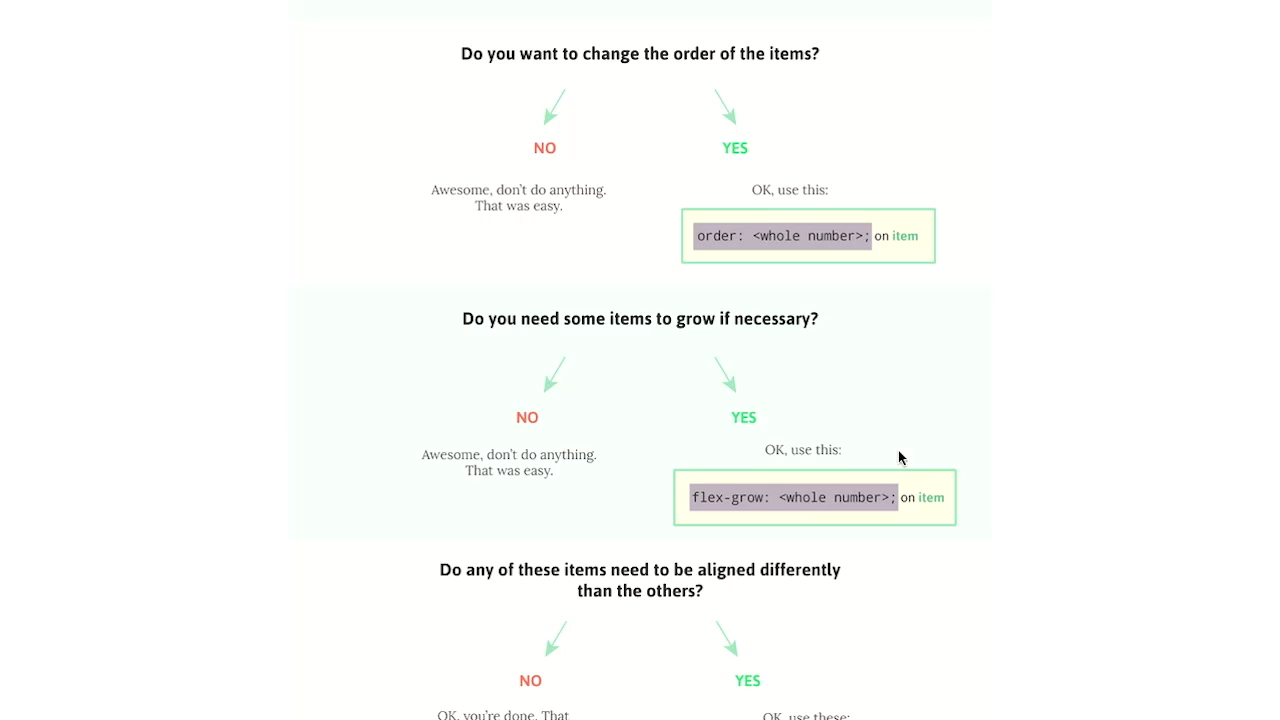 Do you want to change the order of the items?
NO
YES
Awesome, don't do anything.
That was easy.
OK, use this:
order: <whole number>; on item
Do you need some items to grow if necessary?
NO
YES
Awesome, don't do anything.
That was easy.
OK, use this:
flex-grow: <whole number>; on item
Do any of these items need to be aligned differently
than the others?
NO
YES
OK, you're done. That
OK, use these: